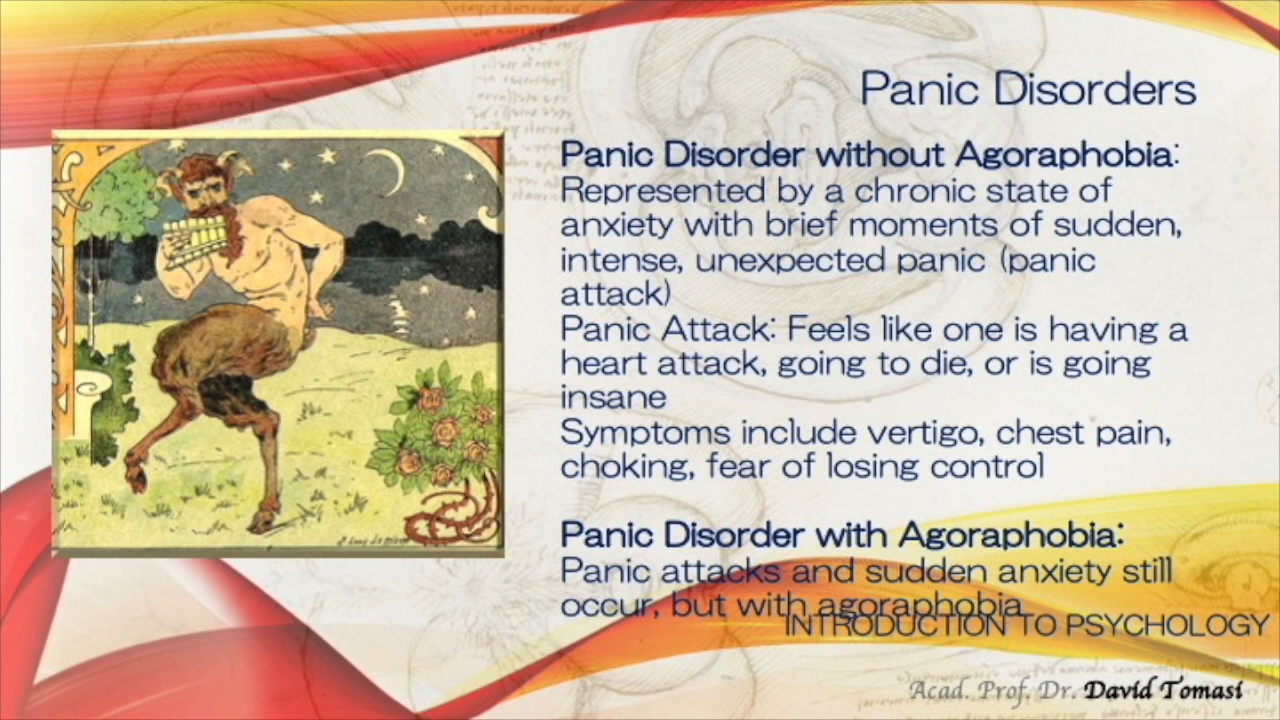 Panic Disorders
Panic Disorder without Agoraphobia:
Represented by a chronic state of
anxiety with brief moments of sudden,
intense, unexpected panic (panic
attack)
Panic Attack: Feels like one is having a
heart attack, going to die, or is going
insane
Symptoms include vertigo, chest pain,
choking, fear of losing control
Panic Disorder with Agoraphobia:
Panic attacks and sudden anxiety still
occur, but with agoraphobia
INTRODUCTION TO PSYCHOLOGY
Acad. Prof. Dr. David Tomasi